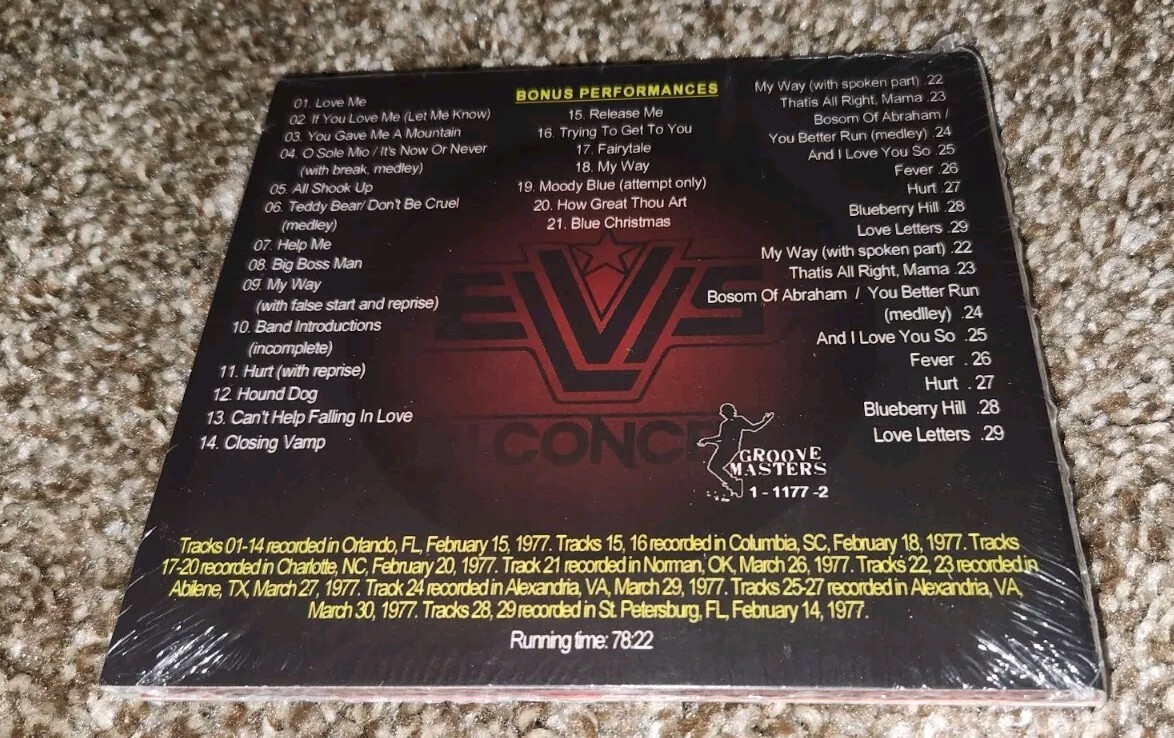 01. Love Me
02. If You Love Me (Let Me Know)
03. You Gave Me A Mountain
04. O Sole Mio / It's Now Or Never
(with break, medley)
05. All Shook Up
06. Teddy Bear/ Don't Be Cruel
(medley)
07. Help Me
08. Big Boss Man
09. My Way
(with false start and reprise)
10. Band Introductions
(incomplete)
11. Hurt (with reprise)
12. Hound Dog
13. Can't Help Falling In Love
14. Closing Vamp
BONUS PERFORMANCES
15. Release Me
16. Trying To Get To You
17. Fairytale
18. My Way
19. Moody Blue (attempt only)
20. How Great Thou Art
21. Blue Christmas
My Way (with spoken part) .22
Thatis All Right, Mama .23
Bosom Of Abraham /
You Better Run (medley) .24
And I Love You So .25
Fever .26
Hurt .27
Blueberry Hill .28
Love Letters .29
My Way (with spoken part) .22
Thatis All Right, Mama .23
Bosom Of Abraham / You Better Run
(medlley) .24
And I Love You So .25
Fever .26
Hurt .27
Blueberry Hill .28
Love Letters .29
ELVIS
GROOVE
MASTERS
1 - 1177 -2
Tracks 01-14 recorded in Orlando, FL, February 15, 1977. Tracks 15, 16 recorded in Columbia, SC, February 18, 1977. Tracks
17-20 recorded in Charlotte, NC, February 20, 1977. Track 21 recorded in Norman, OK, March 26, 1977. Tracks 22, 23 recorded in
Abilene, TX, March 27, 1977. Track 24 recorded in Alexandria, VA, March 29, 1977. Tracks 25-27 recorded in Alexandria, VA,
March 30, 1977. Tracks 28, 29 recorded in St. Petersburg, FL, February 14, 1977.
Running time: 78:22